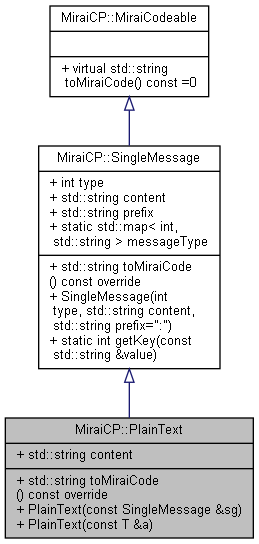 MiraiCP::MiraiCodeable
+ virtual std::string
toMiraiCode() const =0
MiraiCP::SingleMessage
+ int type
+ std::string content
+ std::string prefix
+ static std::map< int,
std::string > messageType
+ std::string toMiraiCode
() const override
+ SingleMessage(int
type, std::string content,
std::string prefix=":")
+ static int getKey(const
std::string &value)
MiraiCP::PlainText
+ std::string content
+ std::string toMiraiCode
() const override
+ PlainText(const SingleMessage &sg)
+ PlainText(const T &a)